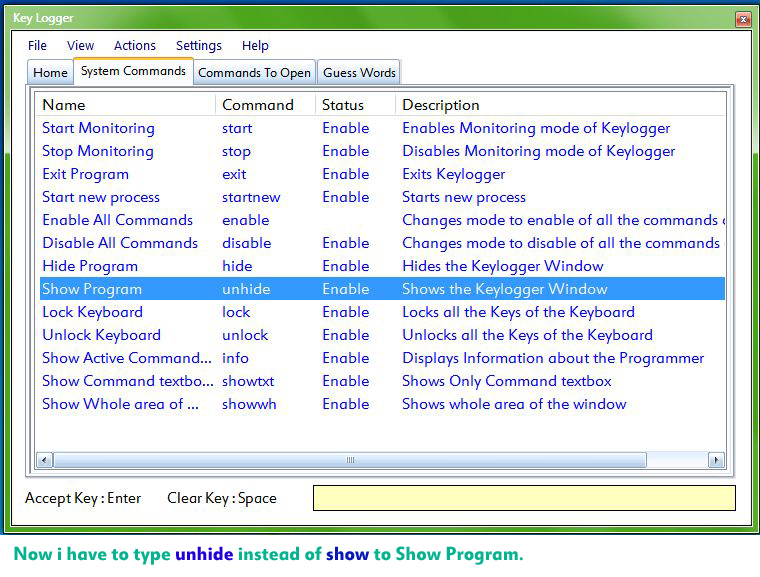 Key Logger
File View Actions Settings Help
Home System Commands Commands To Open Guess Words
Name Command Status Description
Start Monitoring start Enable Enables Monitoring mode of Keylogger
Stop Monitoring stop Enable Disables Monitoring mode of Keylogger
Exit Program exit Enable Exits Keylogger
Start new process startnew Enable Starts new process
Enable All Commands enable Changes mode to enable of all the commands
Disable All Commands disable Enable Changes mode to disable of all the commands
Hide Program hide Enable Hides the Keylogger Window
Show Program unhide Enable Shows the Keylogger Window
Lock Keyboard lock Enable Locks all the Keys of the Keyboard
Unlock Keyboard unlock Enable Unlocks all the Keys of the Keyboard
Show Active Command... info Enable Displays Information about the Programmer
Show Command textbo... showtxt Enable Shows Only Command textbox
Show Whole area of ... showwh Enable Shows whole area of the window
Accept Key : Enter Clear Key : Space
Now i have to type unhide instead of show to Show Program.